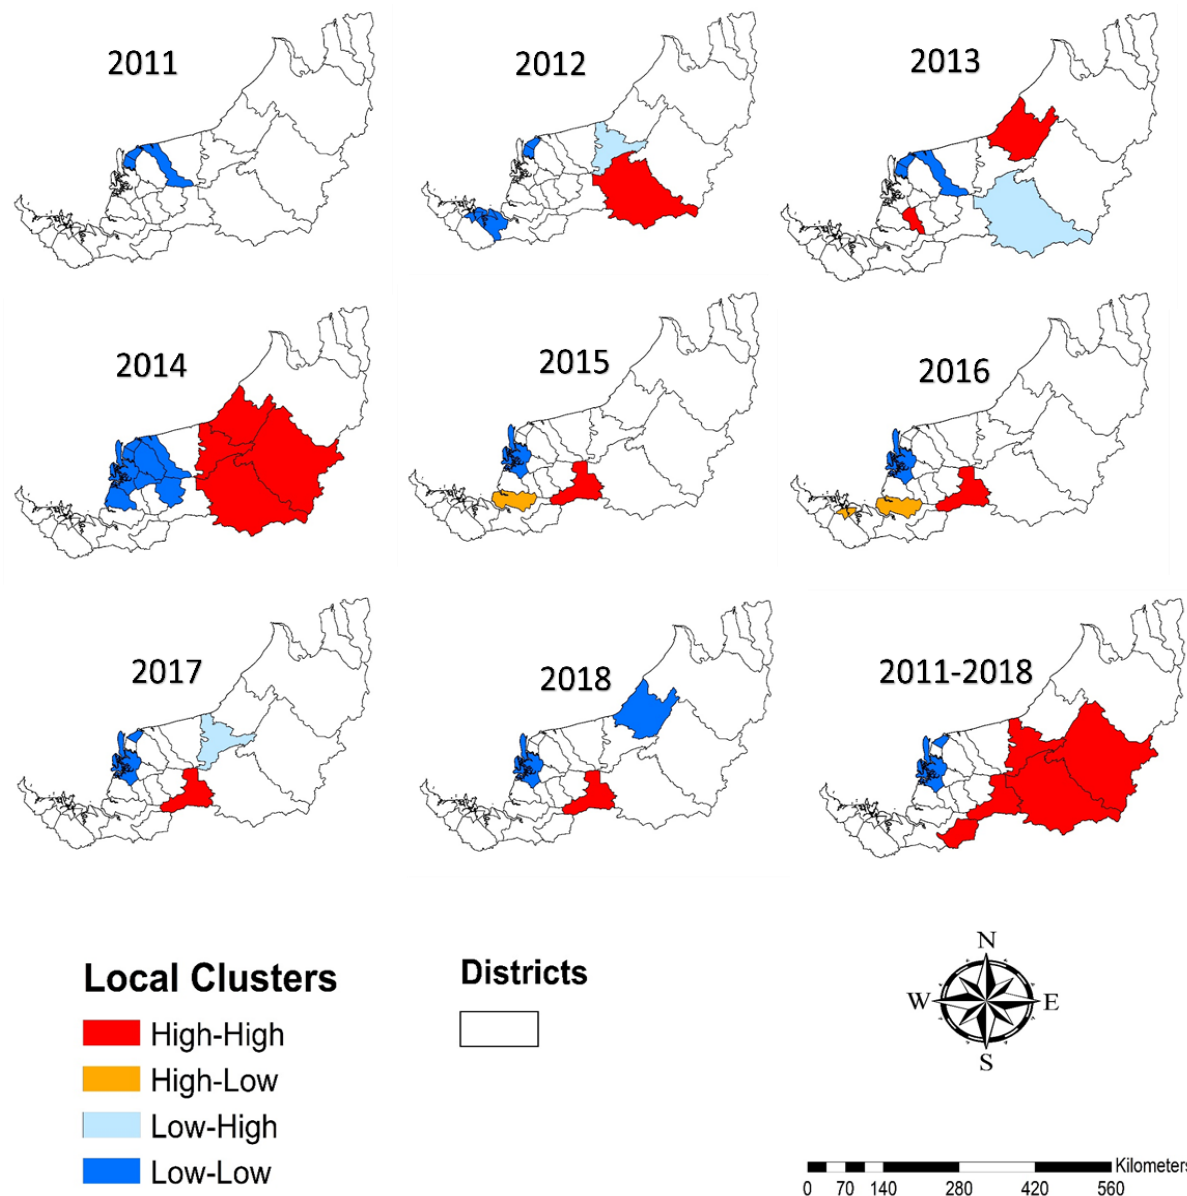 2011
2012
2013
2014
2015
2016
2017
2018
2011-2018
Local Clusters
High-High
High-Low
Low-High
Low-Low
Districts
N
W E
S
Kilometers
0 70 140 280 420 560